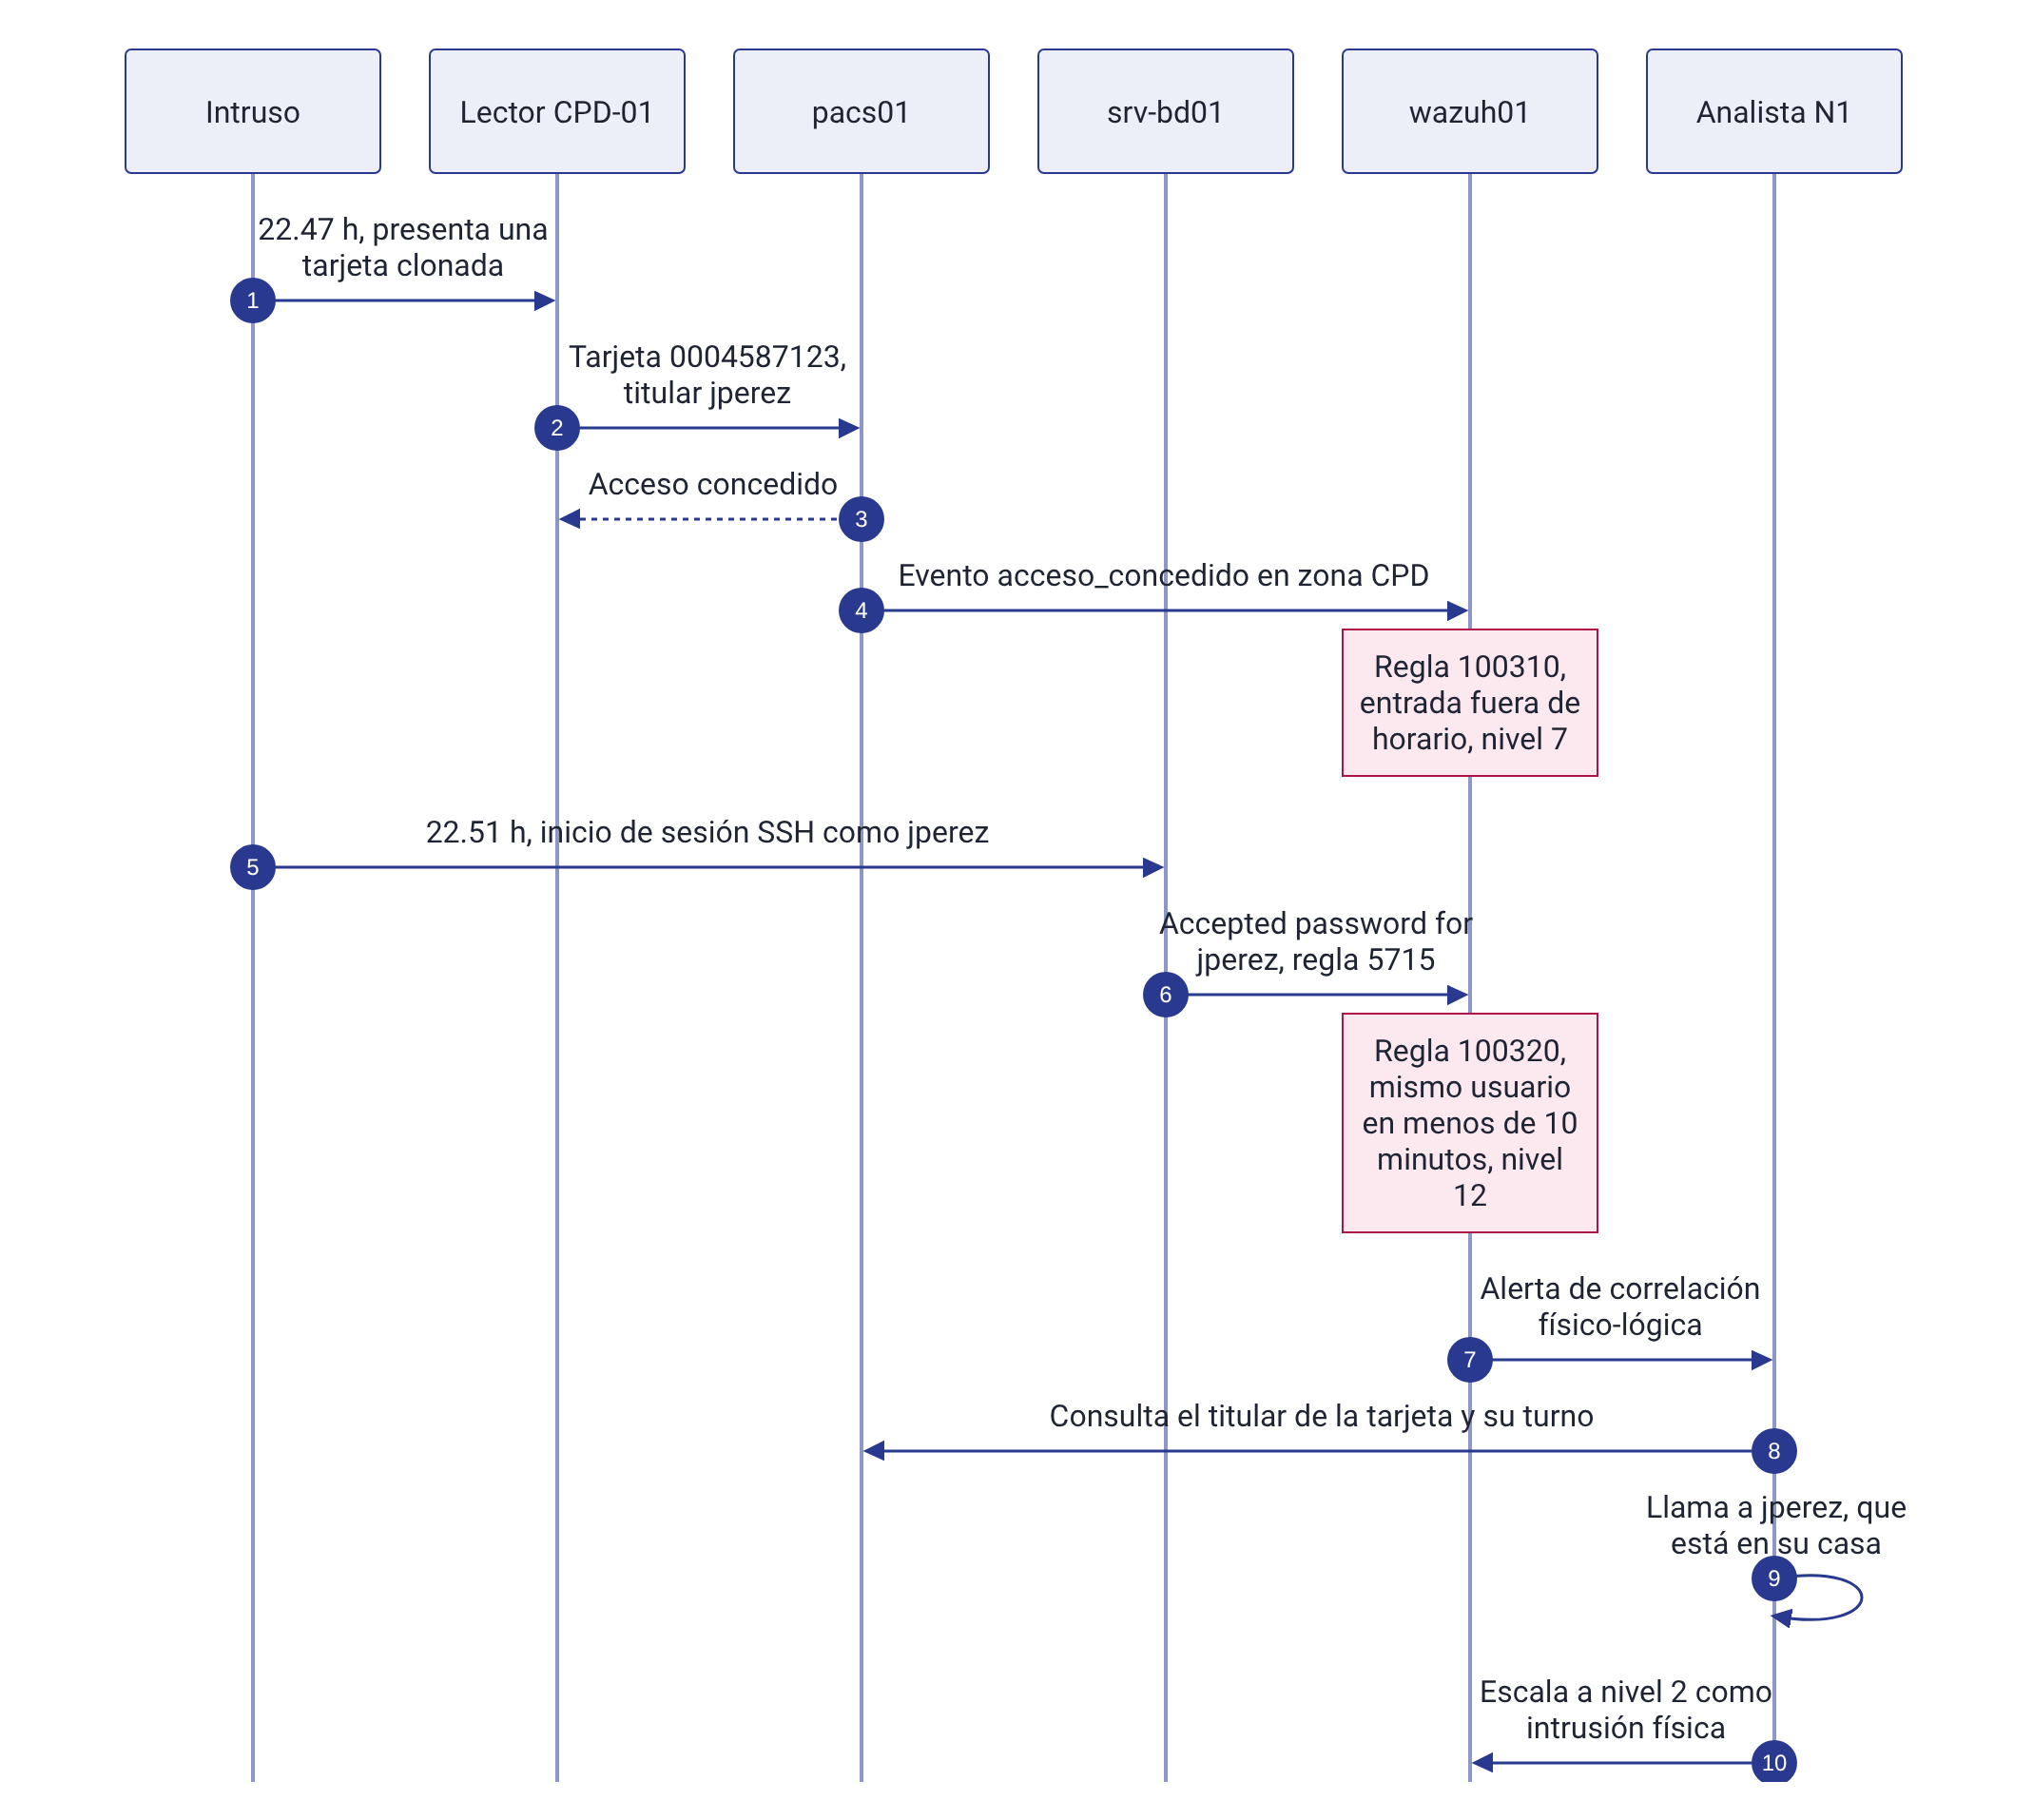 Intruso
Lector CPD-01
pacs01
srv-bd01
wazuh01
Analista N1
22.47 h, presenta una
tarjeta clonada
1
Tarjeta 0004587123,
titular jperez
2
Acceso concedido
3
Evento acceso_concedido en zona CPD
4
Regla 100310,
entrada fuera de
horario, nivel 7
22.51 h, inicio de sesión SSH como jperez
5
Accepted password for
jperez, regla 5715
6
Regla 100320,
mismo usuario
en menos de 10
minutos, nivel
12
Alerta de correlación
físico-lógica
7
Consulta el titular de la tarjeta y su turno
8
Llama a jperez, que
está en su casa
9
Escala a nivel 2 como
intrusión física
10